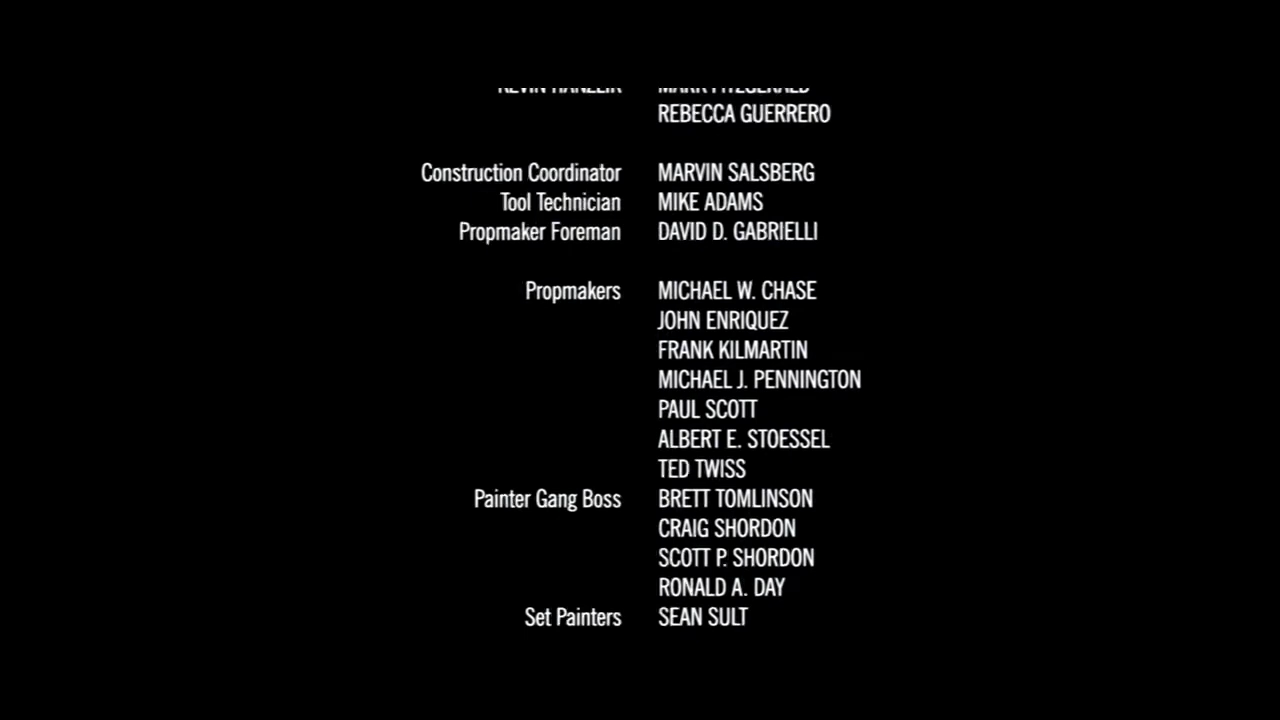 REBECCA GUERRERO
Construction Coordinator MARVIN SALSBERG
Tool Technician MIKE ADAMS
Propmaker Foreman DAVID D. GABRIELLI
Propmakers MICHAEL W. CHASE
JOHN ENRIQUEZ
FRANK KILMARTIN
MICHAEL J. PENNINGTON
PAUL SCOTT
ALBERT E. STOESSEL
TED TWISS
Painter Gang Boss BRETT TOMLINSON
CRAIG SHORDON
SCOTT P. SHORDON
RONALD A. DAY
Set Painters SEAN SULT